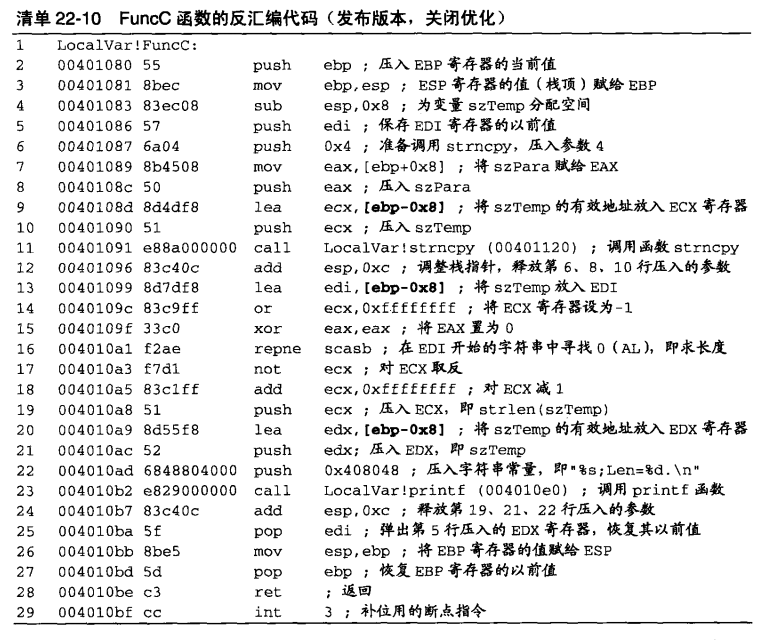 清单 22-10 FuncC 函数的反汇编代码（发布版本，关闭优化）
1 LocalVar!FuncC:
2 00401080 55 push ebp ; 压入 EBP 寄存器的当前值
3 00401081 8bec mov ebp,esp ; ESP 寄存器的值（栈顶）赋给 EBP
4 00401083 83ec08 sub esp,0x8 ; 为变量 szTemp 分配空间
5 00401086 57 push edi ; 保存 EDI 寄存器的以前值
6 00401087 6a04 push 0x4 ; 准备调用 strncpy，压入参数 4
7 00401089 8b4508 mov eax,[ebp+0x8] ; 将 szPara 赋给 EAX
8 0040108c 50 push eax ; 压入 szPara
9 0040108d 8d4df8 lea ecx,[ebp-0x8] ; 将 szTemp 的有效地址放入 ECX 寄存器
10 00401090 51 push ecx ; 压入 szTemp
11 00401091 e88a000000 call LocalVar!strncpy (00401120) ; 调用函数 strncpy
12 00401096 83c40c add esp,0xc ; 调整栈指针，释放第 6、8、10 行压入的参数
13 00401099 8d7df8 lea edi,[ebp-0x8] ; 将 szTemp 放入 EDI
14 0040109c 83c9ff or ecx,0xffffffff ; 将 ECX 寄存器设为-1
15 0040109f 33c0 xor eax,eax ; 将 EAX 置为 0
16 004010a1 f2ae repne scasb ; 在 EDI 开始的字符串中寻找 0（AL），即求长度
17 004010a3 f7d1 not ecx ; 对 ECX 取反
18 004010a5 83c1ff add ecx,0xffffffff ; 对 ECX 减 1
19 004010a8 51 push ecx ; 压入 ECX，即 strlen(szTemp)
20 004010a9 8d55f8 lea edx,[ebp-0x8] ; 将 szTemp 的有效地址放入 EDX 寄存器
21 004010ac 52 push edx; 压入 EDX，即 szTemp
22 004010ad 6848804000 push 0x408048 ; 压入字符串常量，即"%s;Len=%d.\n"
23 004010b2 e829000000 call LocalVar!printf (004010e0) ; 调用 printf 函数
24 004010b7 83c40c add esp,0xc ; 释放第 19、21、22 行压入的参数
25 004010ba 5f pop edi ; 弹出第 5 行压入的 EDX 寄存器，恢复其以前值
26 004010bb 8be5 mov esp,ebp ; 将 EBP 寄存器的值赋给 ESP
27 004010bd 5d pop ebp ; 恢复 EBP 寄存器的以前值
28 004010be c3 ret ; 返回
29 004010bf cc int 3 ; 补位用的断点指令